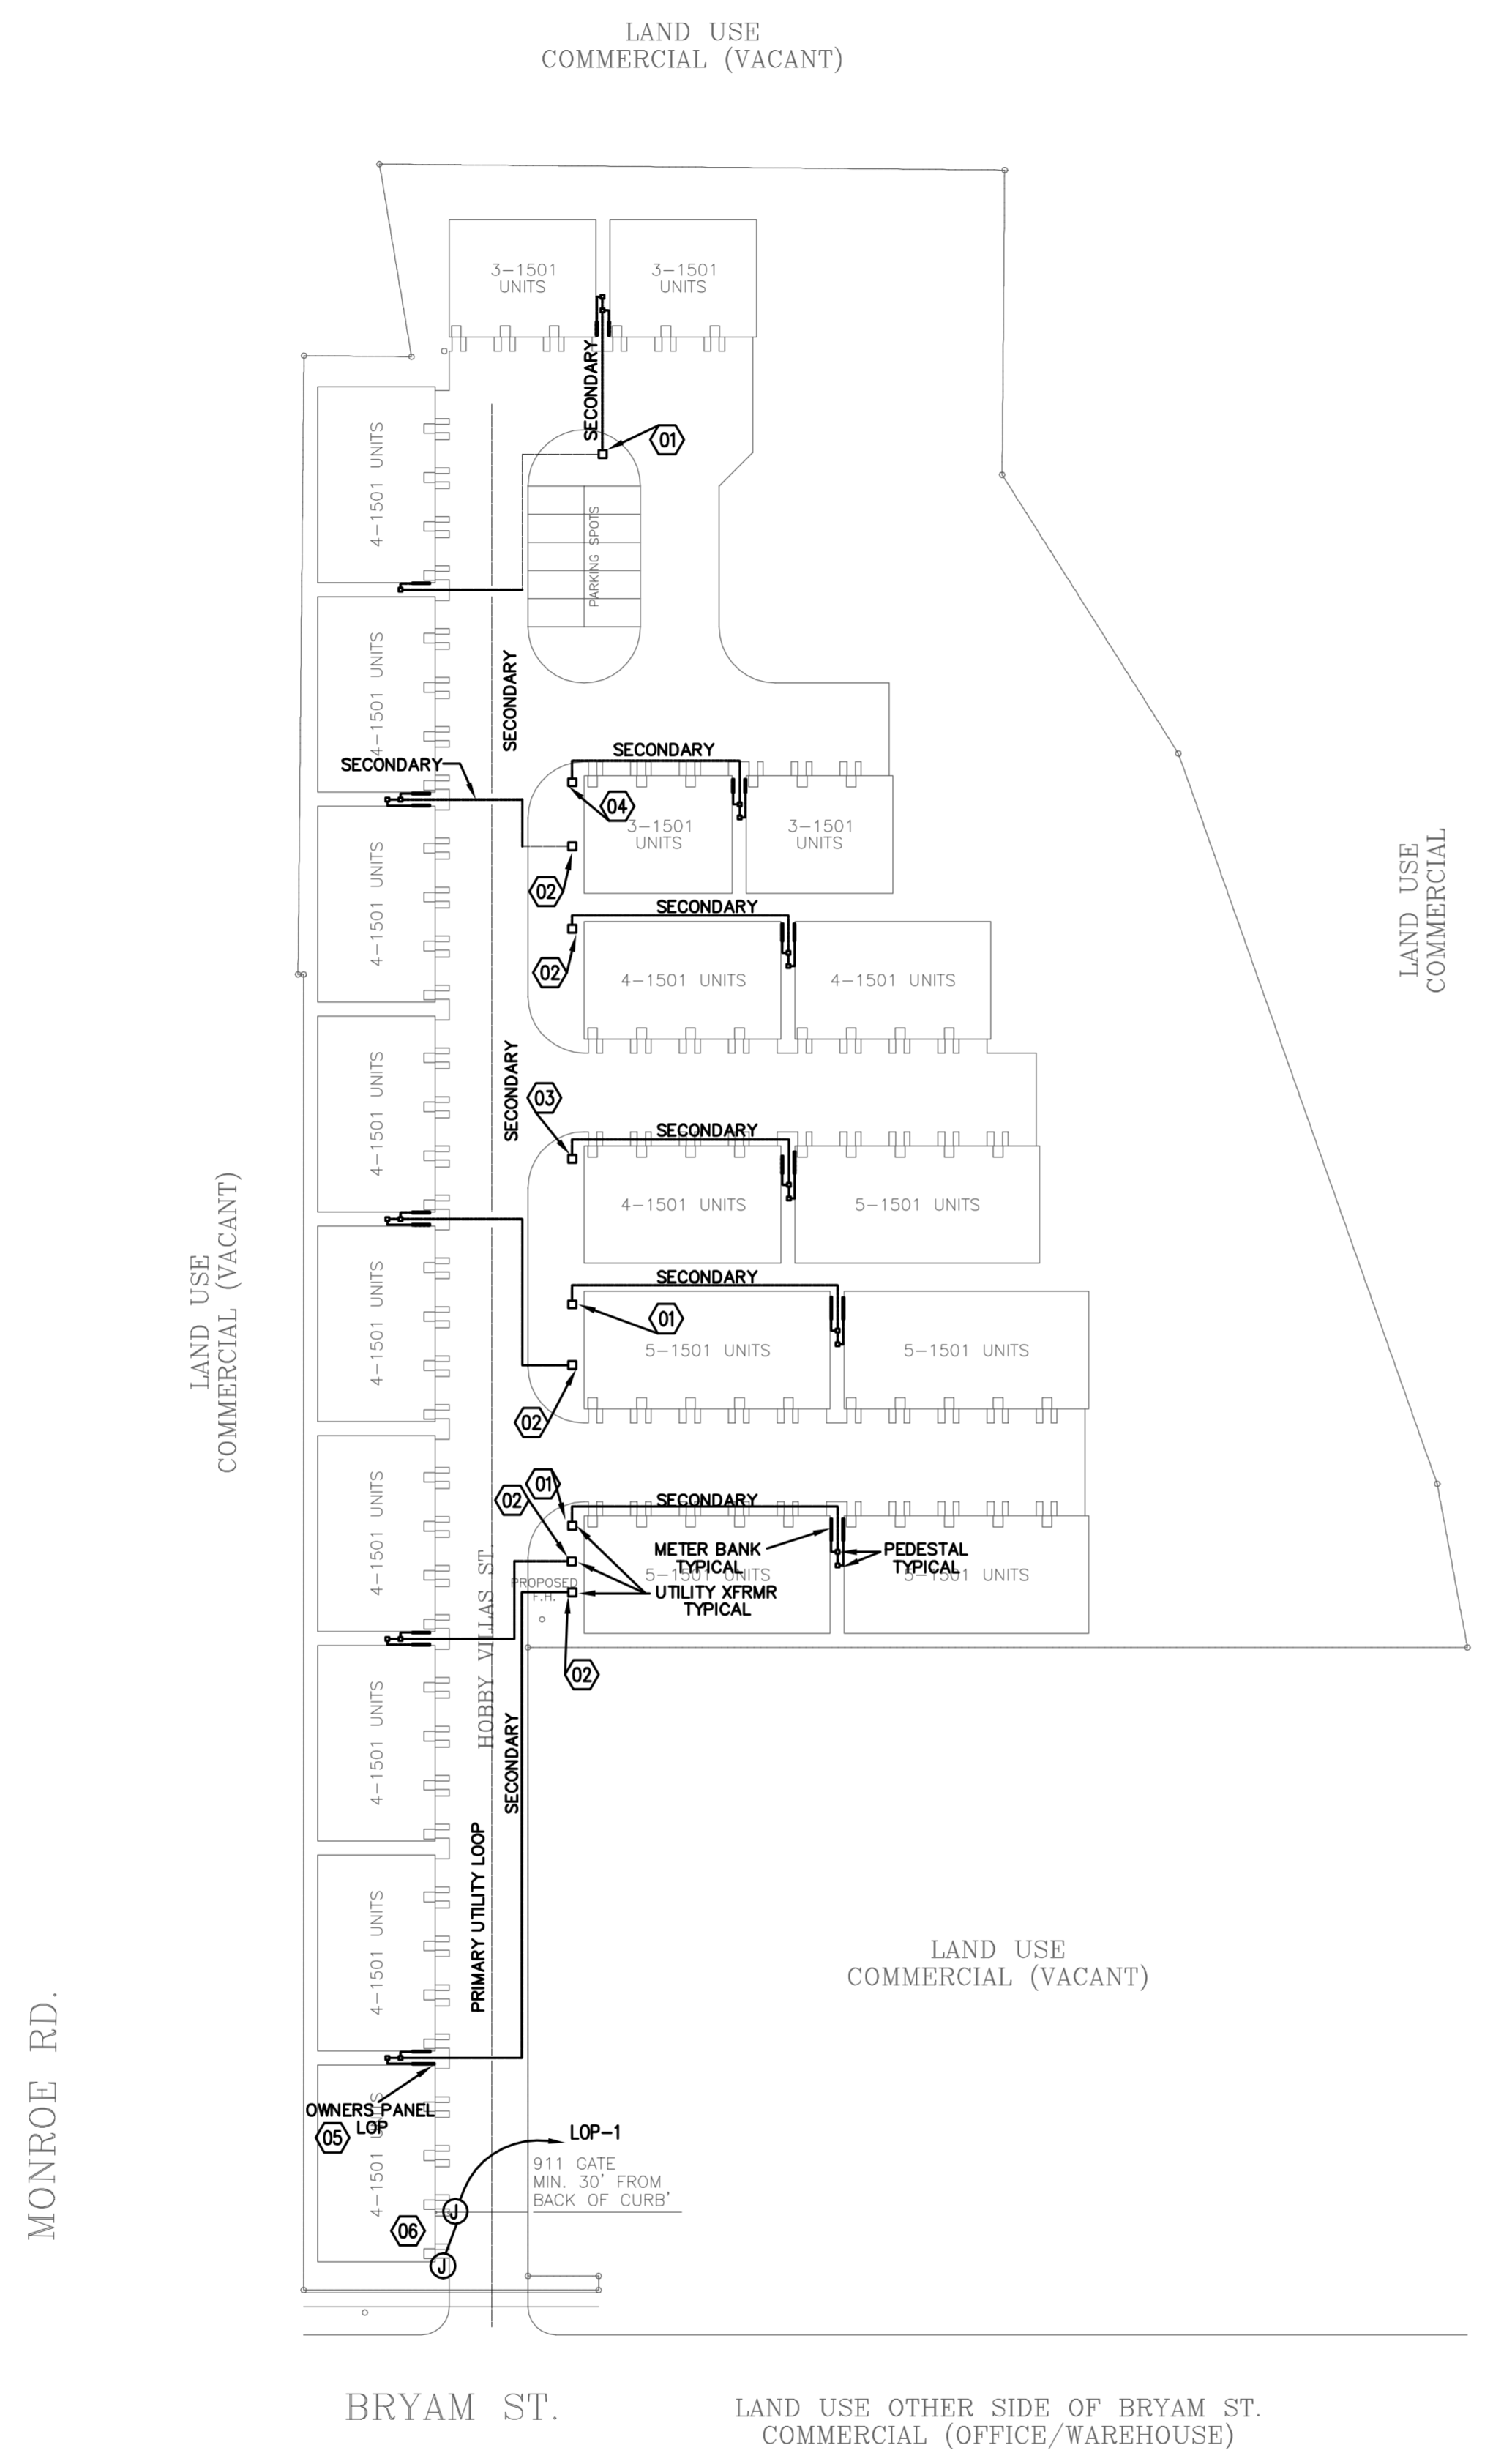 LAND USE
COMMERCIAL (VACANT)
3-1501
UNITS
3-1501
UNITS
SECONDARY
01
4-1501 UNITS
PARKING SPOTS
4-1501 UNITS
SECONDARY
SECONDARY
SECONDARY
04
3-1501
UNITS
3-1501
UNITS
02
LAND USE
COMMERCIAL
4-1501 UNITS
SECONDARY
02
4-1501 UNITS
4-1501 UNITS
4-1501 UNITS
SECONDARY
03
SECONDARY
4-1501 UNITS
5-1501 UNITS
LAND USE
COMMERCIAL (VACANT)
4-1501 UNITS
SECONDARY
01
5-1501 UNITS
5-1501 UNITS
02
4-1501 UNITS
01
02
SECONDARY
METER BANK
TYPICAL
PEDESTAL
TYPICAL
5-1501 UNITS
5-1501 UNITS
UTILITY XFRMR
TYPICAL
PROPOSED
F.H.
HOBBY VILLAS ST.
02
4-1501 UNITS
SECONDARY
PRIMARY UTILITY LOOP
4-1501 UNITS
LAND USE
COMMERCIAL (VACANT)
MONROE RD.
OWNERS PANEL
LOP
05
4-1501 UNITS
LOP-1
911 GATE
MIN. 30' FROM
BACK OF CURB'
J
06
J
BRYAM ST.
LAND USE OTHER SIDE OF BRYAM ST.
COMMERCIAL (OFFICE/WAREHOUSE)